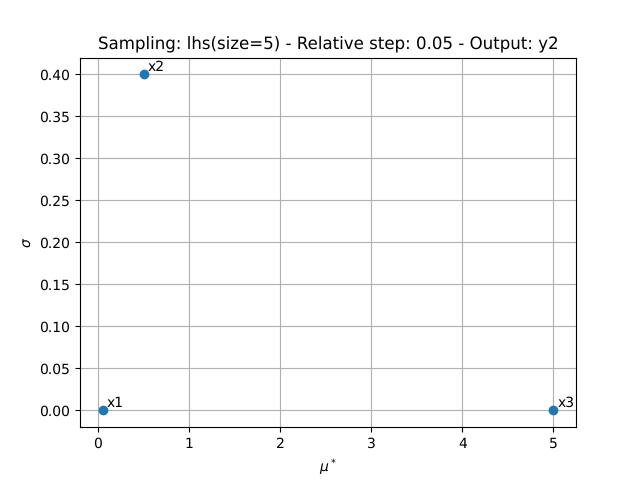 Sampling: lhs(size=5) - Relative step: 0.05 - Output: y2
0.40
0.35
0.30
0.25
0.20
0.15
0.10
0.05
0.00
σ
x2
x1
x3
0 1 2 3 4 5
μ*